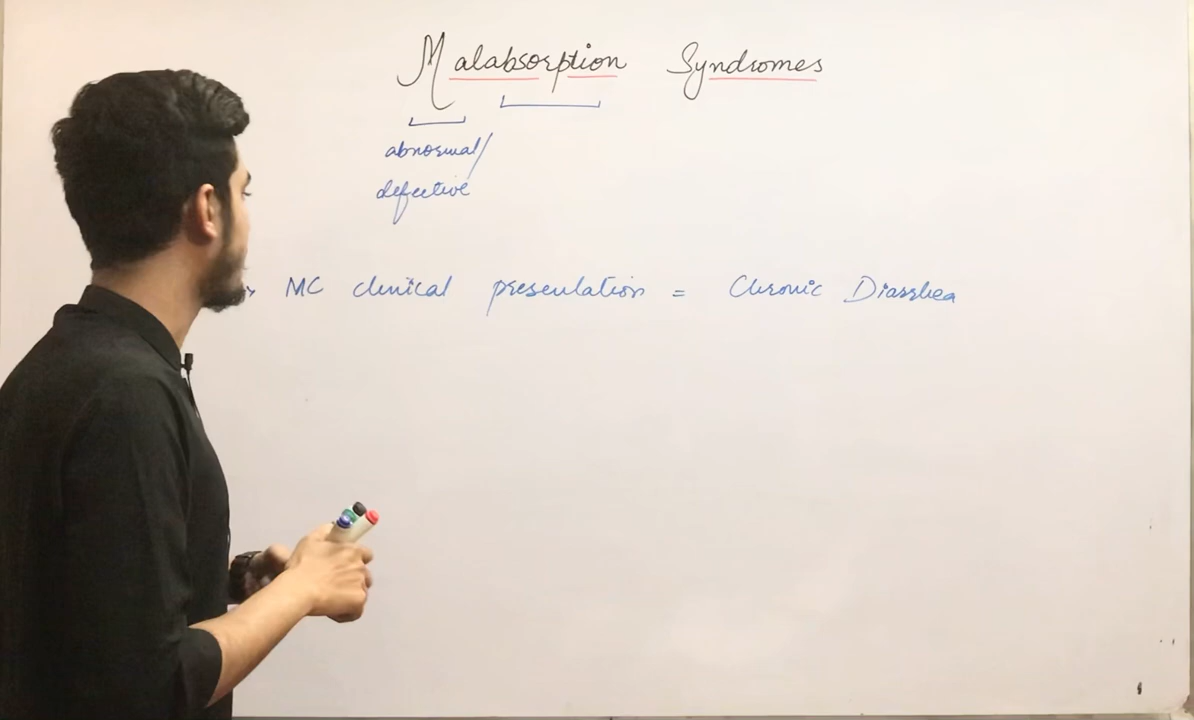 Malabsorption Syndromes
abnormal/
defective
MC clinical presentation = Chronic Diarrhea